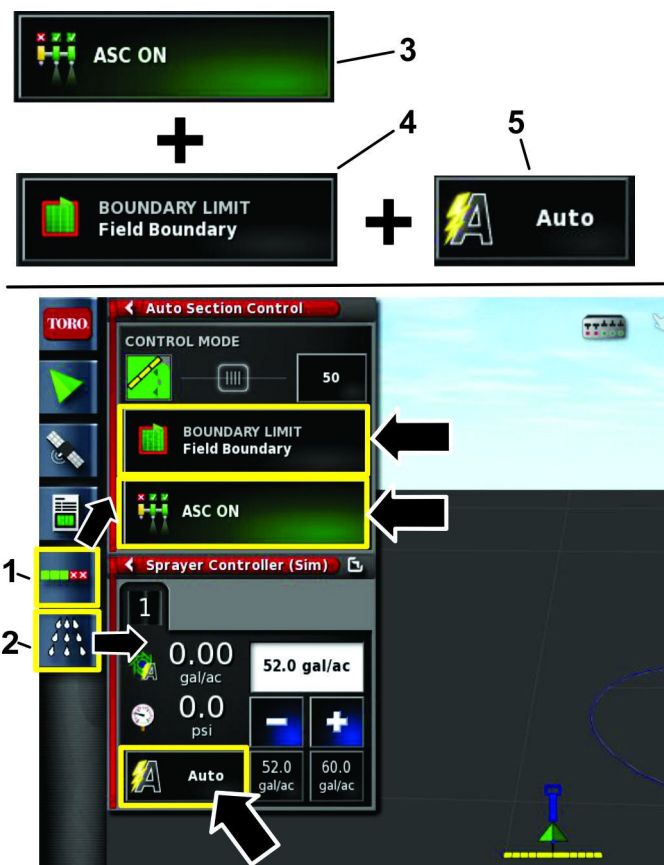 ASC ON
3
4
5
BOUNDARY LIMIT
Field Boundary
A
Auto
TORO
Auto Section Control
CONTROL MODE
50
BOUNDARY LIMIT
Field Boundary
ASC ON
1
Sprayer Controller (Sim)
1
2
0.00
gal/ac
52.0 gal/ac
A
0.0
psi
A
Auto
52.0
gal/ac
60.0
gal/ac